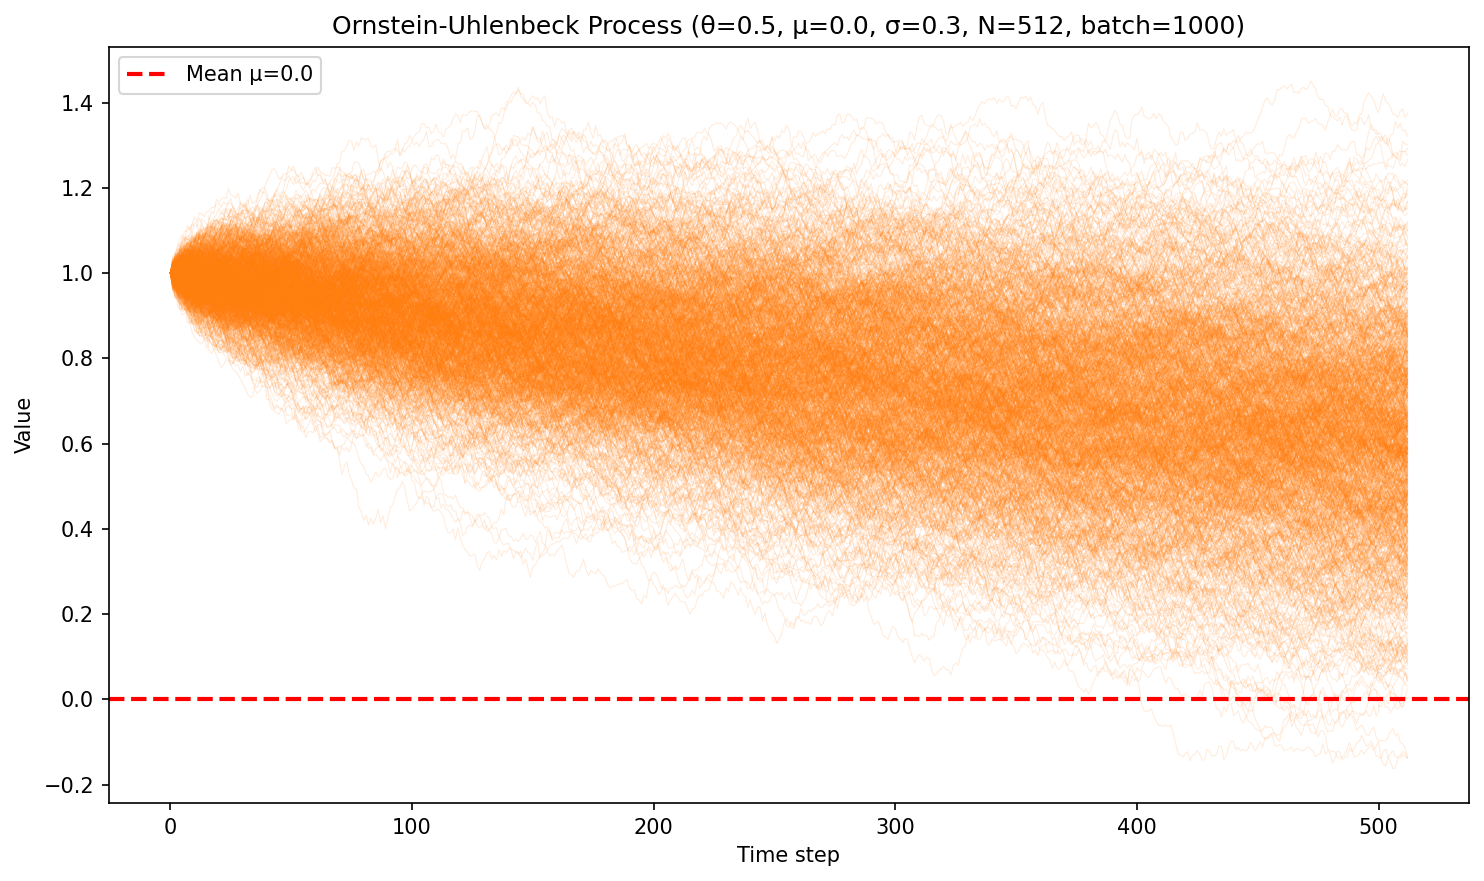 Ornstein-Uhlenbeck Process (θ=0.5, μ=0.0, σ=0.3, N=512, batch=1000)
Mean μ=0.0
1.4
1.2
1.0
0.8
0.6
0.4
0.2
0.0
−0.2
Value
0 100 200 300 400 500
Time step